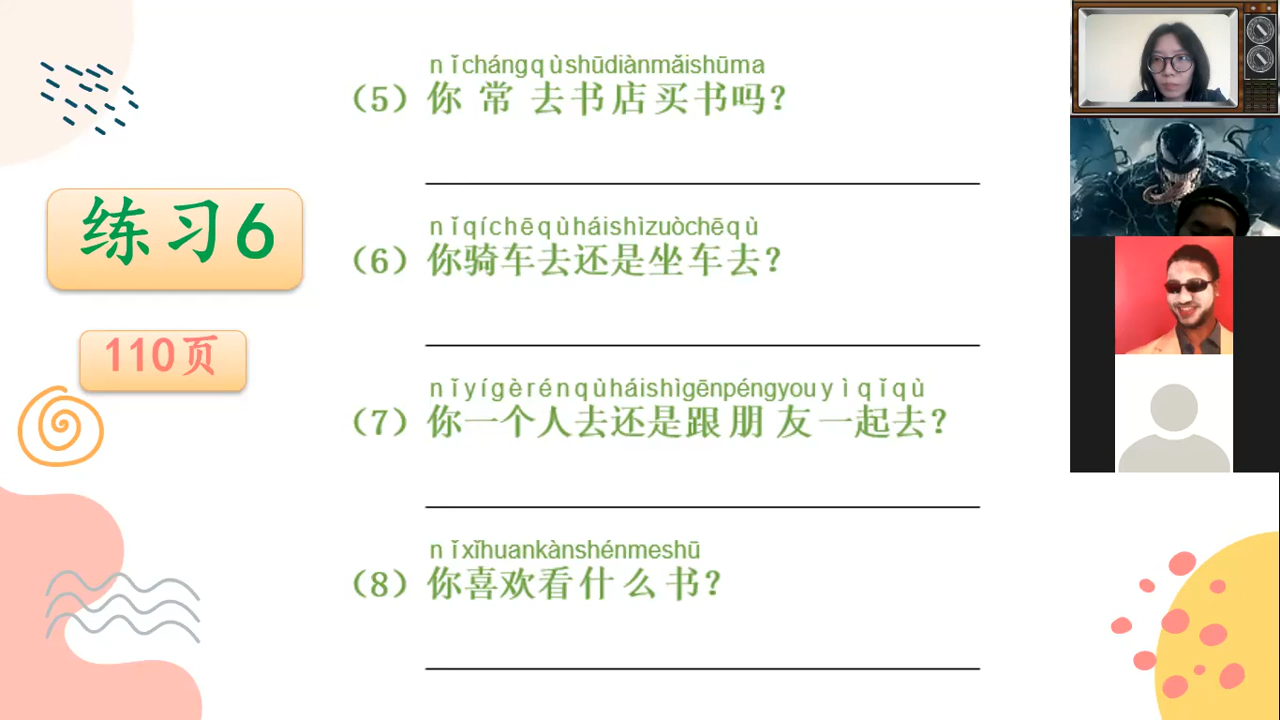 练习6
110页
nǐchángqùshūdiànmǎishūma
（5）你常去书店买书吗？
nǐqíchēqùháishìzuòchēqù
（6）你骑车去还是坐车去？
nǐyígèrénqùháishìgēnpéngyouyìqǐqù
（7）你一个人去还是跟朋友一起去？
nǐxǐhuankànshénmeshū
（8）你喜欢看什么书？